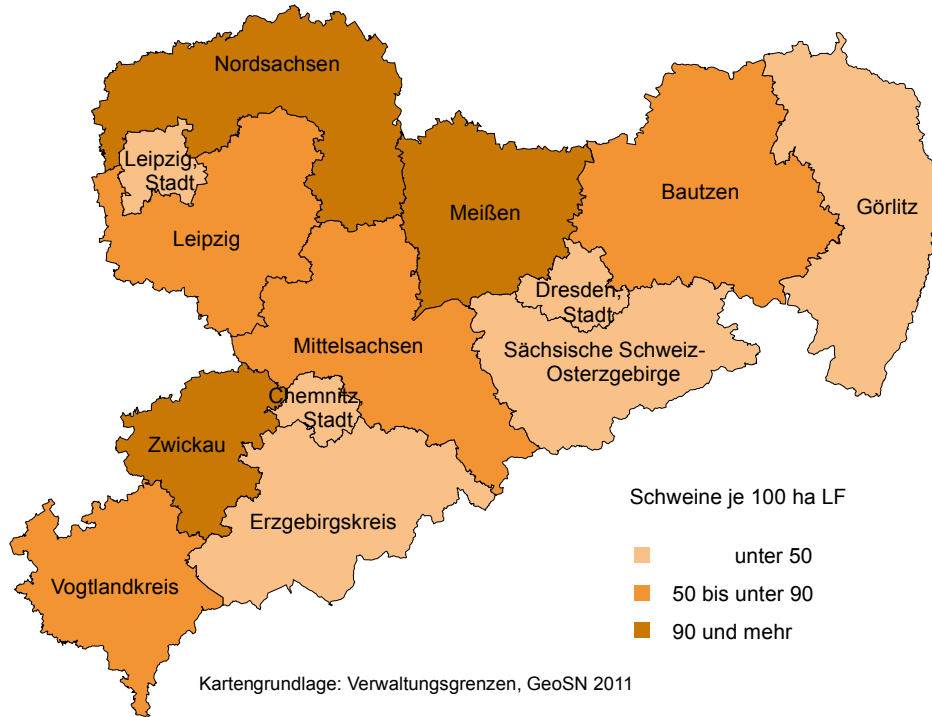 Nordsachsen
Leipzig,
Stadt
Leipzig
Meißen
Bautzen
Görlitz
Dresden,
Stadt
Mittelsachsen
Sächsische Schweiz-
Osterzgebirge
Chemnitz,
Stadt
Zwickau
Erzgebirgskreis
Vogtlandkreis
Schweine je 100 ha LF
unter 50
50 bis unter 90
90 und mehr
Kartengrundlage: Verwaltungsgrenzen, GeoSN 2011